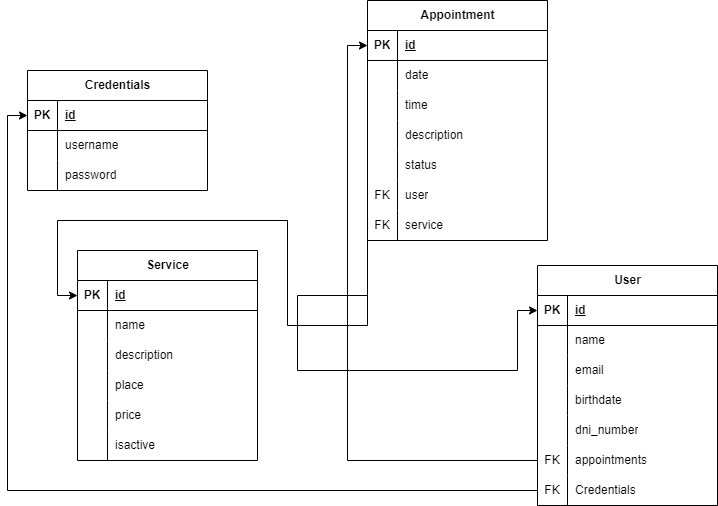 Appointment
PK id
date
time
description
status
FK user
FK service
Credentials
PK id
username
password
Service
PK id
name
description
place
price
isactive
User
PK id
name
email
birthdate
dni_number
FK appointments
FK Credentials